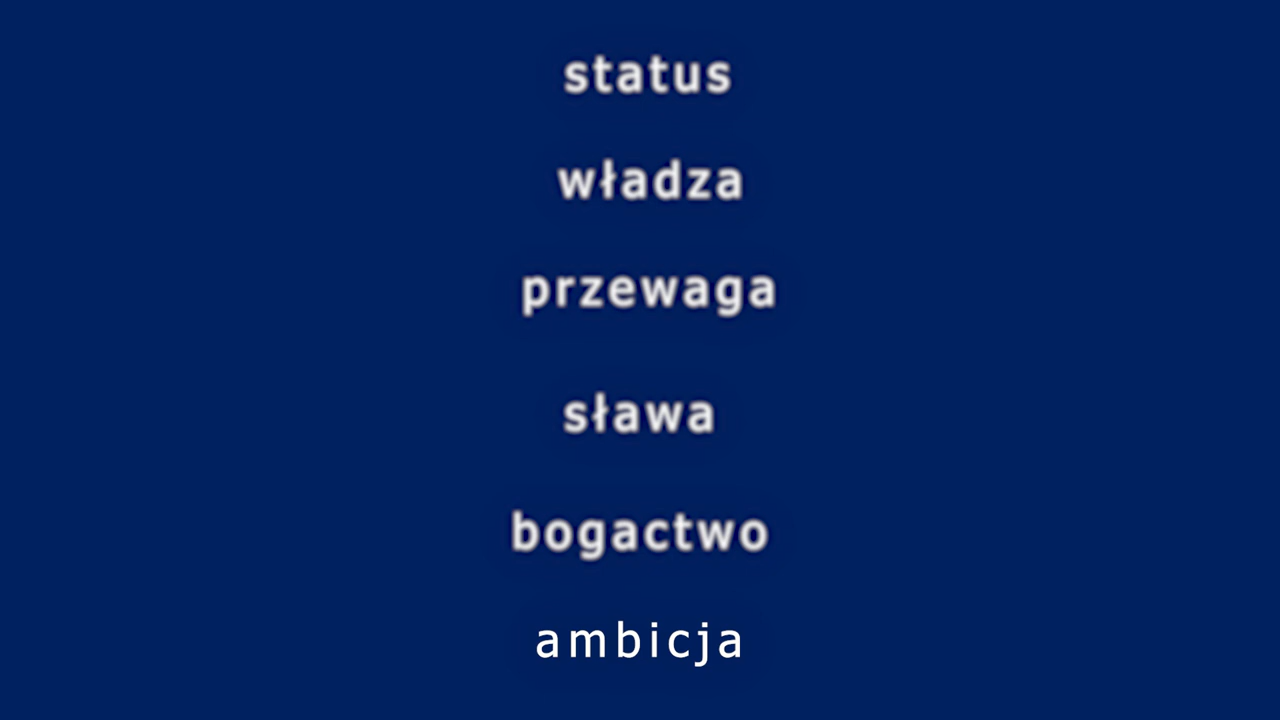 status
władza
przewaga
sława
bogactwo
ambicja